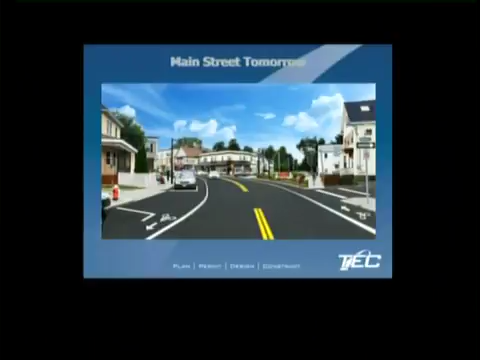 Main Street Tomorrow
TEC
PLAN | PERMIT | DESIGN | CONSTRUCT